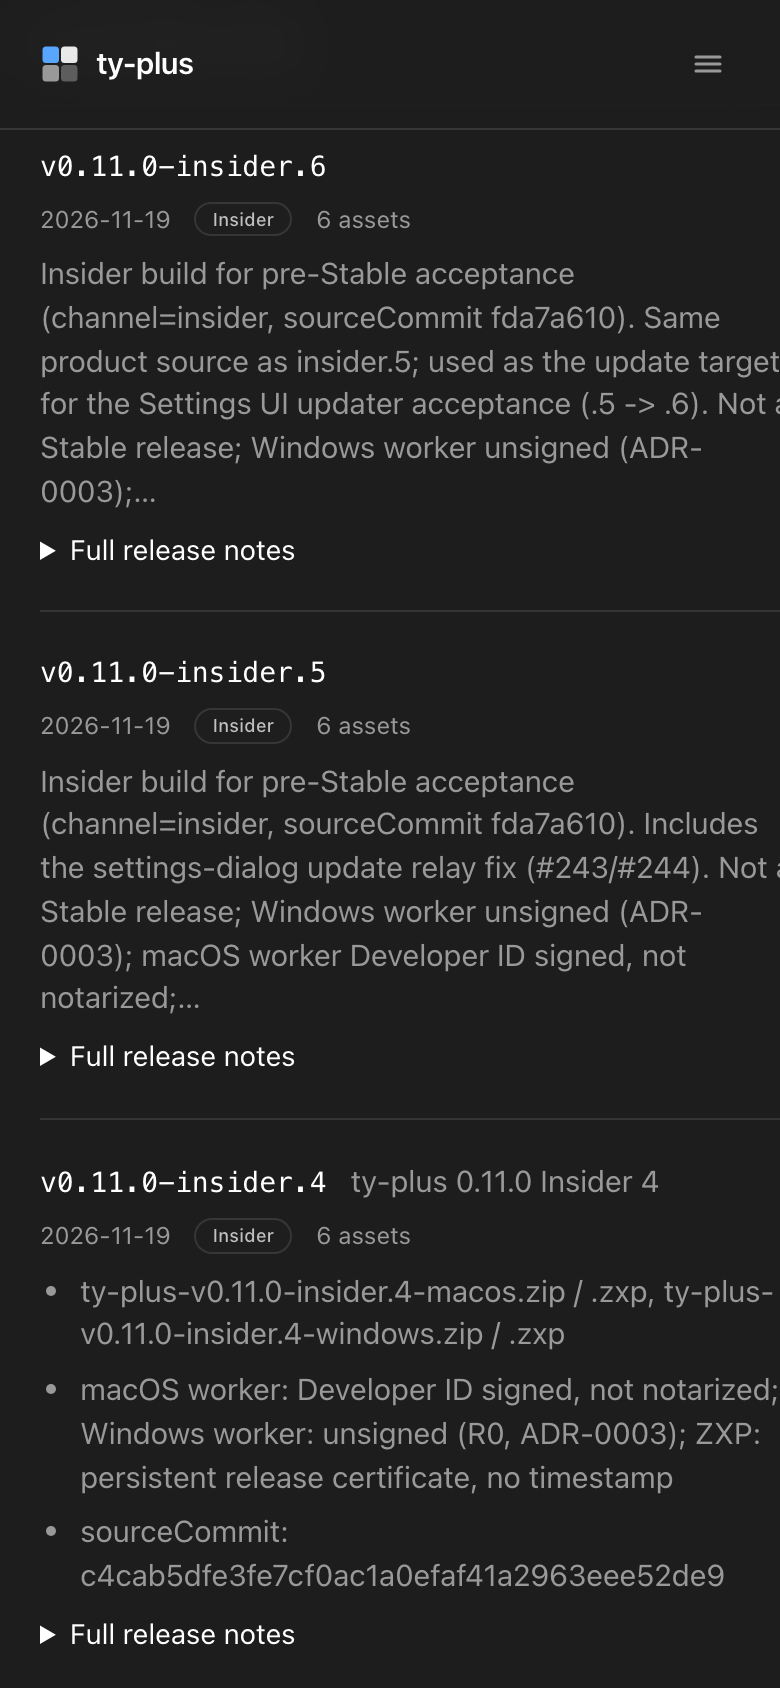 ty-plus
v0.11.0-insider.6
2026-11-19 Insider 6 assets
Insider build for pre-Stable acceptance
(channel=insider, sourceCommit fda7a610). Same
product source as insider.5; used as the update target
for the Settings UI updater acceptance (.5 -> .6). Not a
Stable release; Windows worker unsigned (ADR-
0003);...
Full release notes
v0.11.0-insider.5
2026-11-19 Insider 6 assets
Insider build for pre-Stable acceptance
(channel=insider, sourceCommit fda7a610). Includes
the settings-dialog update relay fix (#243/#244). Not a
Stable release; Windows worker unsigned (ADR-
0003); macOS worker Developer ID signed, not
notarized;...
Full release notes
v0.11.0-insider.4 ty-plus 0.11.0 Insider 4
2026-11-19 Insider 6 assets
• ty-plus-v0.11.0-insider.4-macos.zip / .zxp, ty-plus-
v0.11.0-insider.4-windows.zip / .zxp
• macOS worker: Developer ID signed, not notarized;
Windows worker: unsigned (R0, ADR-0003); ZXP:
persistent release certificate, no timestamp
• sourceCommit:
c4cab5dfe3fe7cf0ac1a0efaf41a2963eee52de9
Full release notes